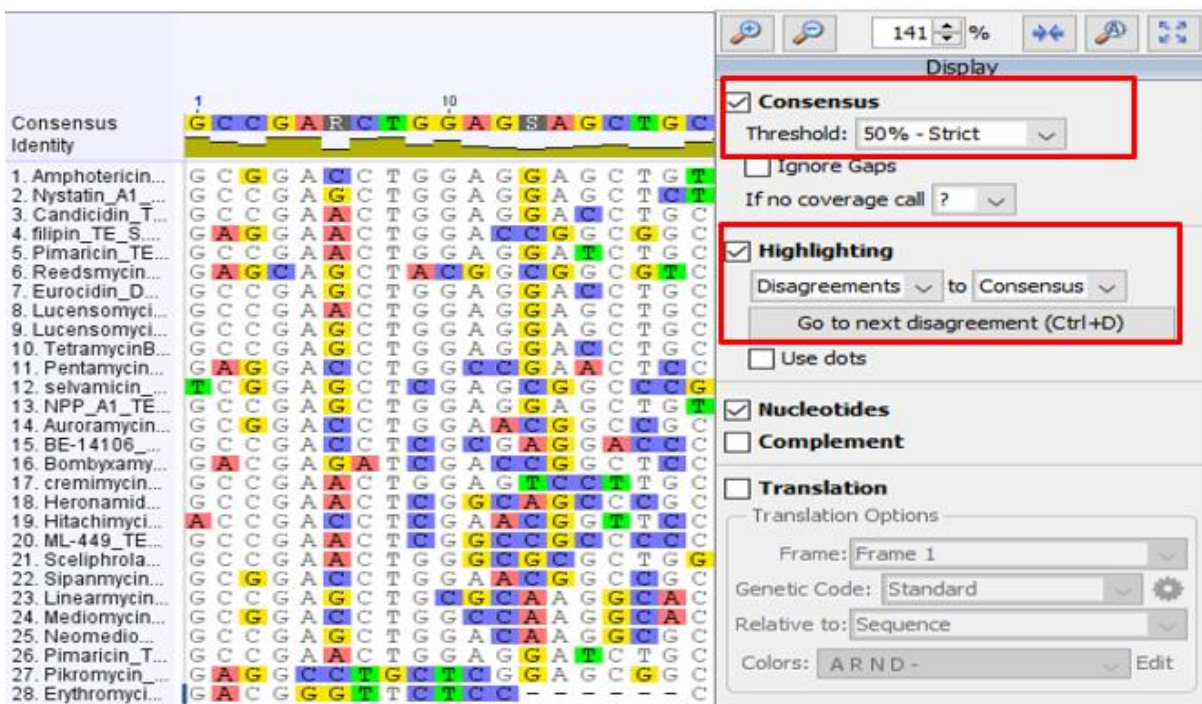 141 %
Display
Consensus
Threshold: 50% - Strict
Ignore Gaps
If no coverage call ?
Highlighting
Disagreements to Consensus
Go to next disagreement (Ctrl+D)
Use dots
Nucleotides
Complement
Translation
Translation Options
Frame: Frame 1
Genetic Code: Standard
Relative to: Sequence
Colors: A R N D - Edit
1 10
Consensus G C C G A R C T G G A G S A G C T G C
Identity
1. Amphotericin... G C G G A C C T G G A G G A G C T G T
2. Nystatin_A1_... G C C G A G C T G G A G G A G C T C T
3. Candicidin_T... G C C G A A C T G G A G G A C C T G C
4. filipin_TE_S.... G A G G A A C T G G A C C G G C G G C
5. Pimaricin_TE... G C C G A A C T G G A G G A T C T G C
6. Reedsmycin... G A G C A G C T A C G G C G G C G T C
7. Eurocidin_D... G C C G A G C T G G A G G A C C T G C
8. Lucensomyci... G C C G A A C T G G A G G A G C T G C
9. Lucensomyci... G C C G A G C T G G A G G A G C T G C
10. TetramycinB... G C C G A G C T G G A G G A C C T G C
11. Pentamycin... G A G G A C C T G G C C G A A C T C C
12. selvamicin_... T C G G A G C T C G A G C G G C C C G
13. NPP_A1_TE... G C C G A G C T G G A G G A G C T G T
14. Auroramycin... G C G G A C C T G G A A C G G C C G C
15. BE-14106_... G C C G A C C T C G C G A G G A C C C
16. Bombyxamy... G A C G A G A T C G A C C G G C T C C
17. cremimycin... G C C G A A C T G G A G T C C T T G C
18. Heronamid... G C C G A A C T C G G C A G C C C G C
19. Hitachimyci... A C C G A C C T C G A A C G G T T C C
20. ML-449_TE... G C C G A A C T C G G C C G C C C C C
21. Sceliphrola... G C C G A A C T G G G C G C G C T G G
22. Sipanmycin... G C G G A C C T G G A A C G G C C G C
23. Linearmycin... G C C G A G C T G C G C A A G G C A C
24. Mediomycin... G C G G A C C T G G C C A A G G C A C
25. Neomedio... G C C G A G C T G G A C A A G G C G C
26. Pimaricin_T... G C C G A A C T G G A G G A T C T G C
27. Pikromycin_... G A G G C C T G C T C G G A G C G G C
28. Erythromyci... G A C G G G T T C T C C - - - - - - C